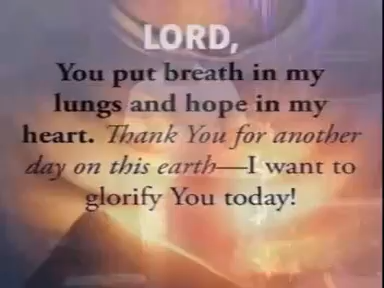 LORD,
You put breath in my
lungs and hope in my
heart. Thank You for another
day on this earth—I want to
glorify You today!